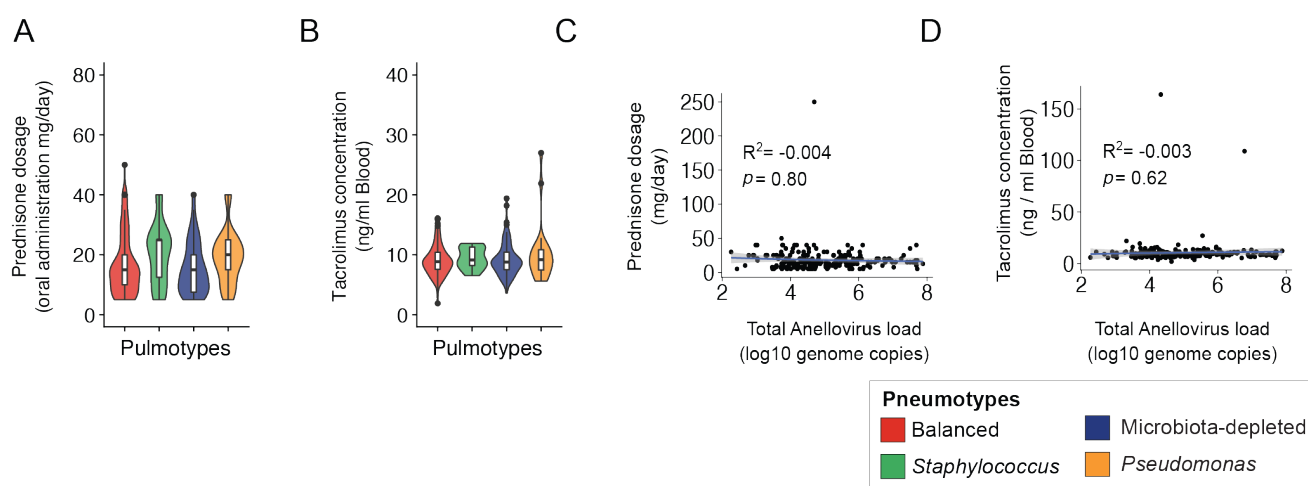 A
B
C
D
Prednisone dosage
(oral administration mg/day)
80
60
40
20
0
Pulmotypes
Tacrolimus concentration
(ng/ml Blood)
40
30
20
10
0
Pulmotypes
Prednisone dosage
(mg/day)
250
200
150
100
50
0
R²= -0.004
p= 0.80
2 4 6 8
Total Anellovirus load
(log10 genome copies)
Tacrolimus concentration
(ng / ml Blood)
150
100
50
0
R²= -0.003
p= 0.62
2 4 6 8
Total Anellovirus load
(log10 genome copies)
Pneumotypes
Balanced
Microbiota-depleted
Staphylococcus
Pseudomonas